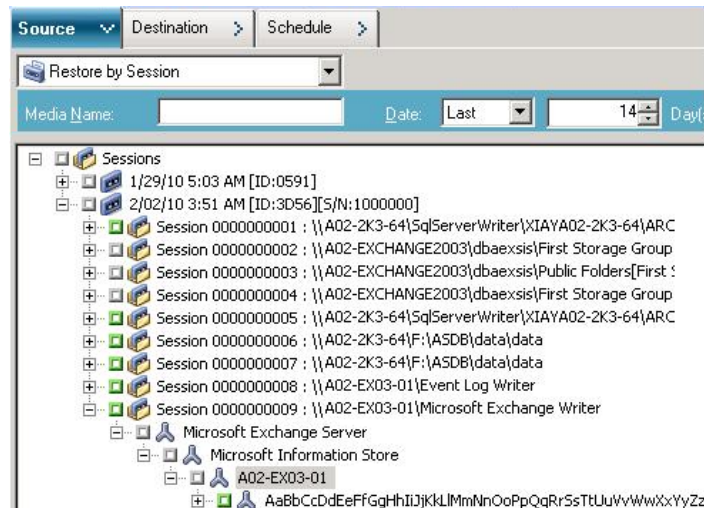 Source Destination Schedule
Restore by Session
Media Name: Date: Last 14 Day(s
Sessions
1/29/10 5:03 AM [ID:0591]
2/02/10 3:51 AM [ID:3D56][S/N:1000000]
Session 0000000001 : \\A02-2K3-64\SqlServerWriter\XIAYA02-2K3-64\ARC
Session 0000000002 : \\A02-EXCHANGE2003\dbaexsis\First Storage Group
Session 0000000003 : \\A02-EXCHANGE2003\dbaexsis\Public Folders[First S
Session 0000000004 : \\A02-EXCHANGE2003\dbaexsis\First Storage Group
Session 0000000005 : \\A02-2K3-64\SqlServerWriter\XIAYA02-2K3-64\ARC
Session 0000000006 : \\A02-2K3-64\F:\ASDB\data\data
Session 0000000007 : \\A02-2K3-64\F:\ASDB\data\data
Session 0000000008 : \\A02-EX03-01\Event Log Writer
Session 0000000009 : \\A02-EX03-01\Microsoft Exchange Writer
Microsoft Exchange Server
Microsoft Information Store
A02-EX03-01
AaBbCcDdEeFfGgHhIiJjKkLlMmNnOoPpQqRrSsTtUuVvWwXxYyZz